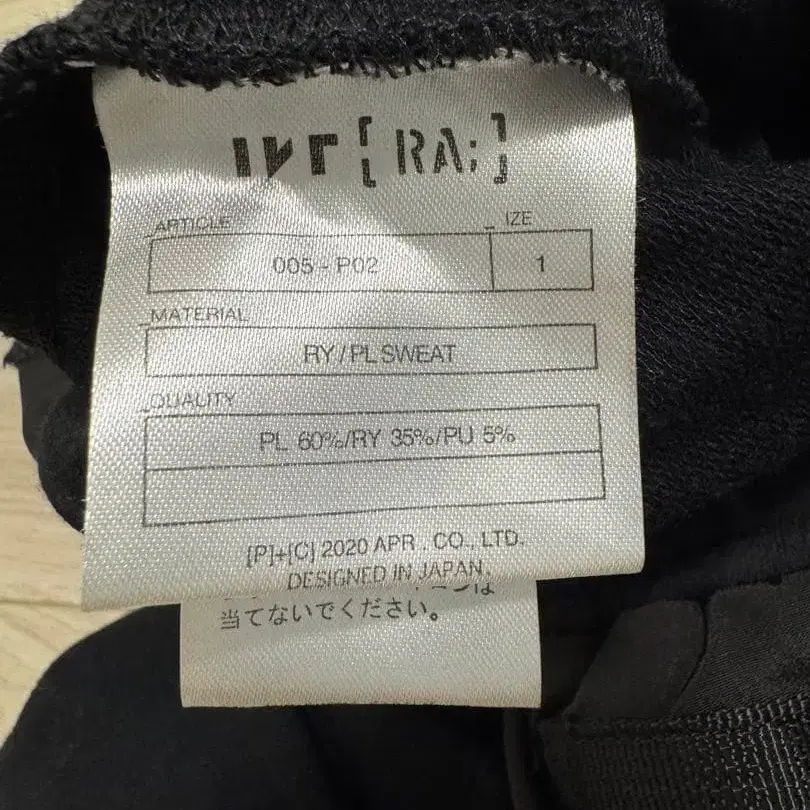 [ RA; ]
ARTICLE
IZE
005 - P02
1
MATERIAL
RY/PL SWEAT
QUALITY
PL 60%/RY 35%/PU 5%
[P]+[C] 2020 APR . CO., LTD.
DESIGNED IN JAPAN.
当てないでください。